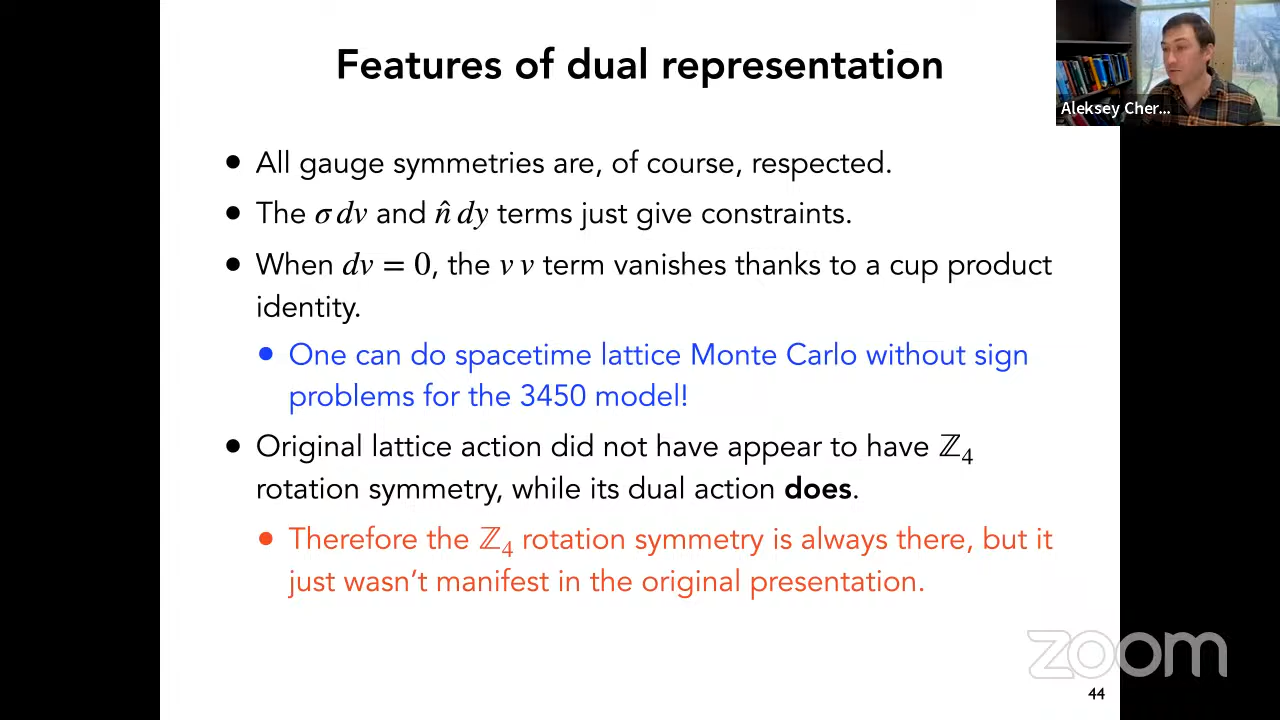 Features of dual representation
Aleksey Cher...
• All gauge symmetries are, of course, respected.
• The σ dv and n̂ dy terms just give constraints.
• When dv = 0, the v v term vanishes thanks to a cup product
identity.
• One can do spacetime lattice Monte Carlo without sign
problems for the 3450 model!
• Original lattice action did not have appear to have ℤ₄
rotation symmetry, while its dual action does.
• Therefore the ℤ₄ rotation symmetry is always there, but it
just wasn't manifest in the original presentation.
zoom
44